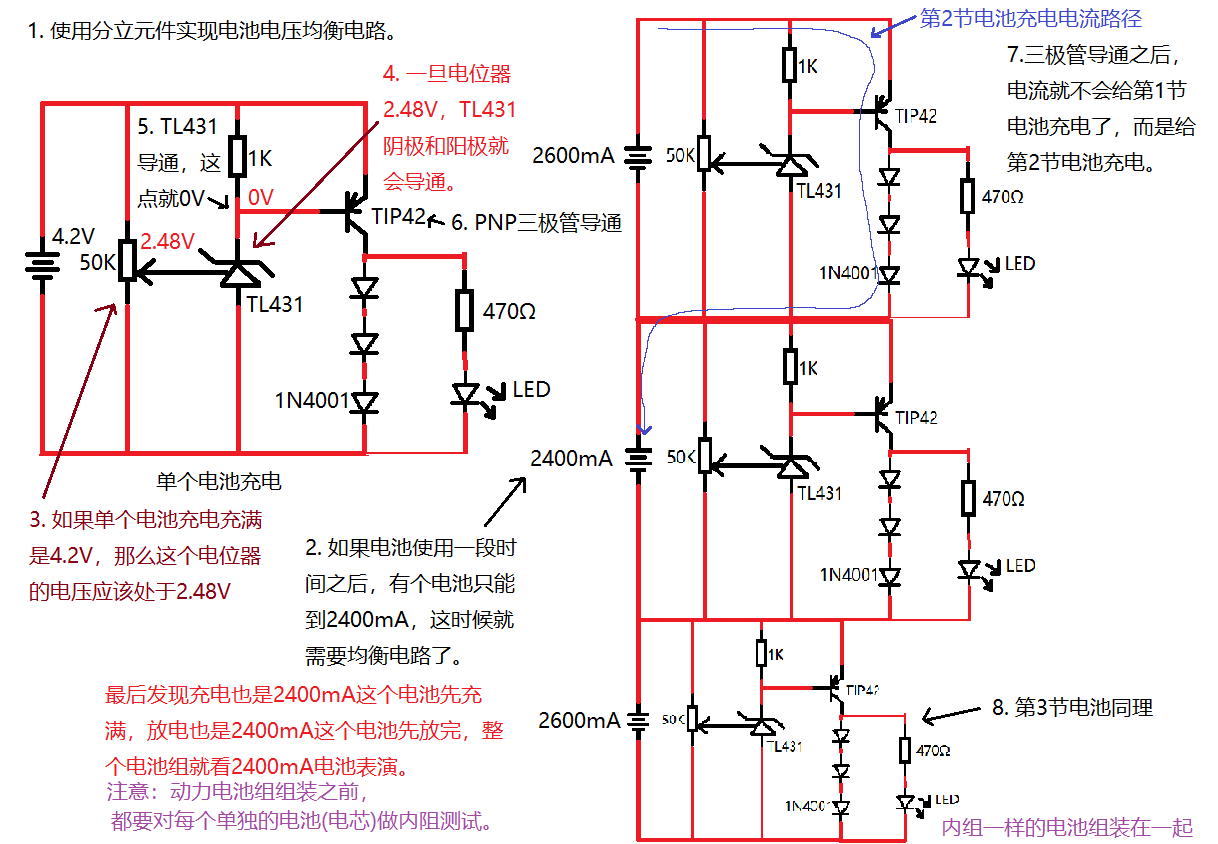 1. 使用分立元件实现电池电压均衡电路。
4. 一旦电位器
2.48V，TL431
阴极和阳极就
会导通。
5. TL431
导通，这
点就0V
1K
0V
TIP42
6. PNP三极管导通
4.2V
50K
2.48V
TL431
470Ω
1N4001
LED
单个电池充电
3. 如果单个电池充电充满
是4.2V，那么这个电位器
的电压应该处于2.48V
2. 如果电池使用一段时
间之后，有个电池只能
到2400mA，这时候就
需要均衡电路了。
最后发现充电也是2400mA这个电池先充
满，放电也是2400mA这个电池先放完，整
个电池组就看2400mA电池表演。
注意：动力电池组组装之前，
都要对每个单独的电池(电芯)做内阻测试。
第2节电池充电电流路径
7.三极管导通之后，
电流就不会给第1节
电池充电了，而是给
第2节电池充电。
1K
TIP42
2600mA
50K
TL431
470Ω
1N4001
LED
1K
TIP42
2400mA
50K
TL431
470Ω
1N4001
LED
1K
TIP42
2600mA
50K
TL431
470Ω
1N4001
LED
8. 第3节电池同理
内组一样的电池组装在一起